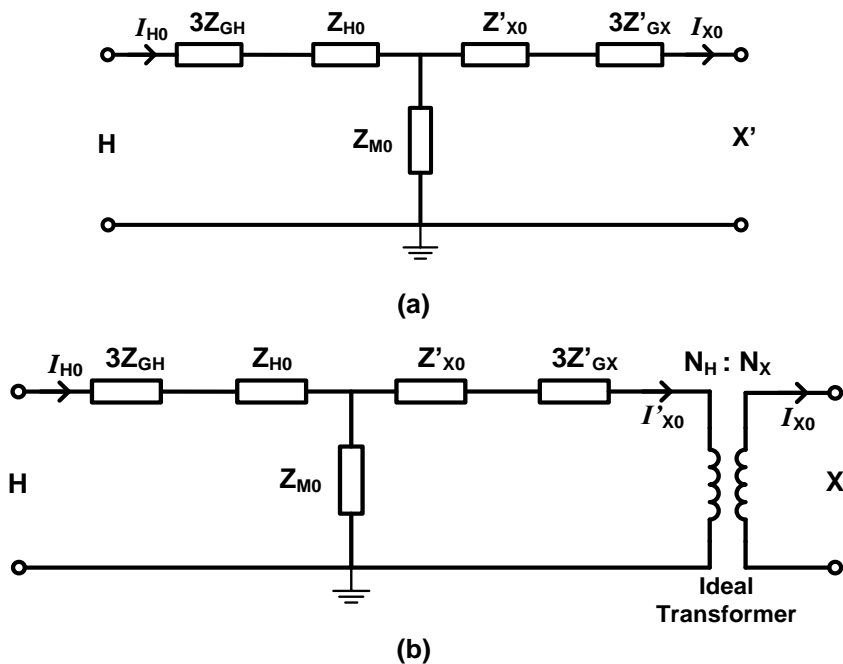 I_H0 3Z_GH Z_H0 Z'_X0 3Z'_GX I_X0
H Z_M0 X'
(a)
I_H0 3Z_GH Z_H0 Z'_X0 3Z'_GX N_H : N_X
I'_X0 I_X0
H Z_M0 X
Ideal
Transformer
(b)